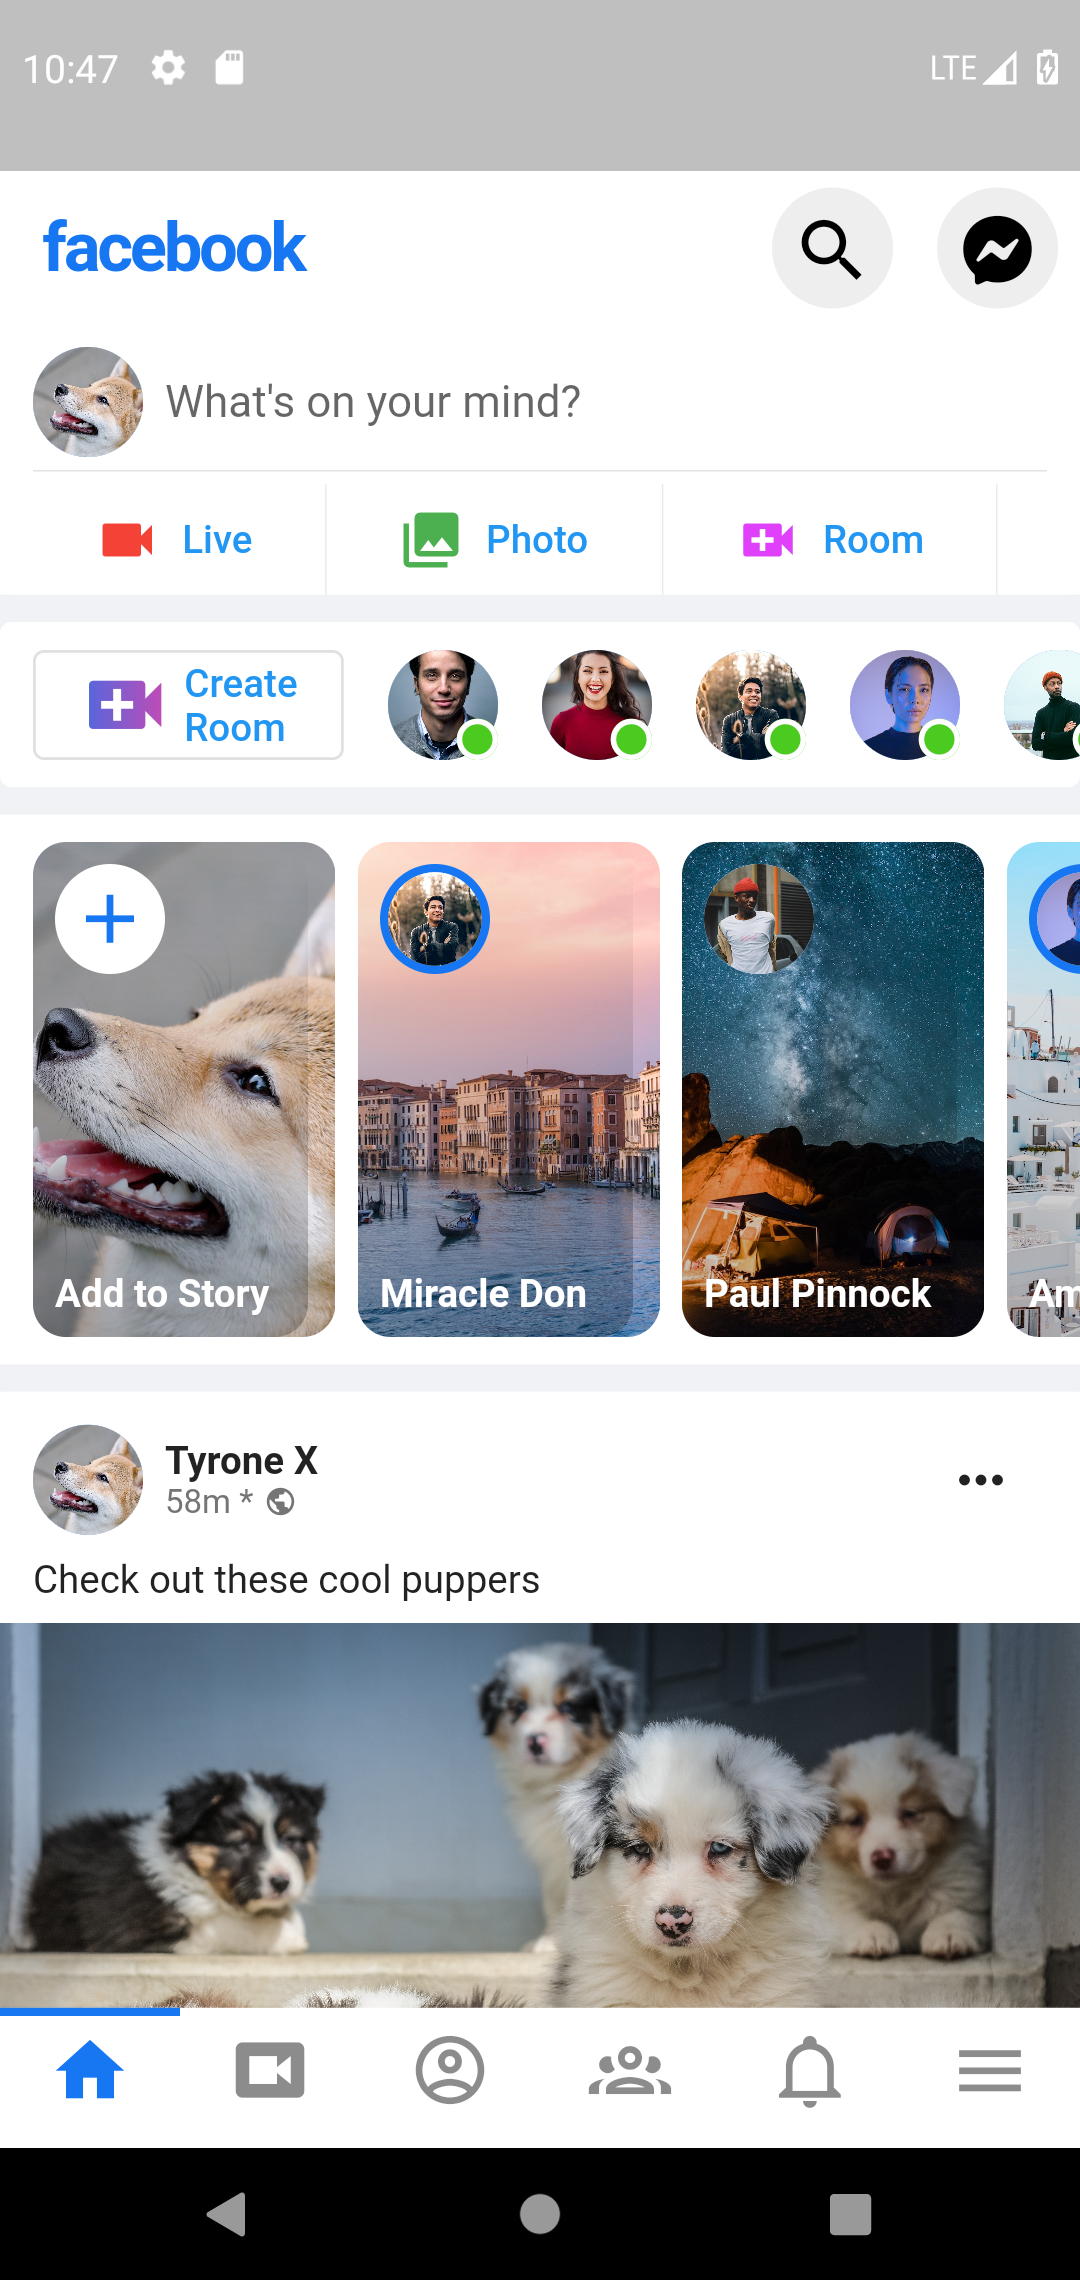 10:47
LTE
facebook
What's on your mind?
Live
Photo
Room
Create
Room
Add to Story
Miracle Don
Paul Pinnock
Am
Tyrone X
58m *
Check out these cool puppers